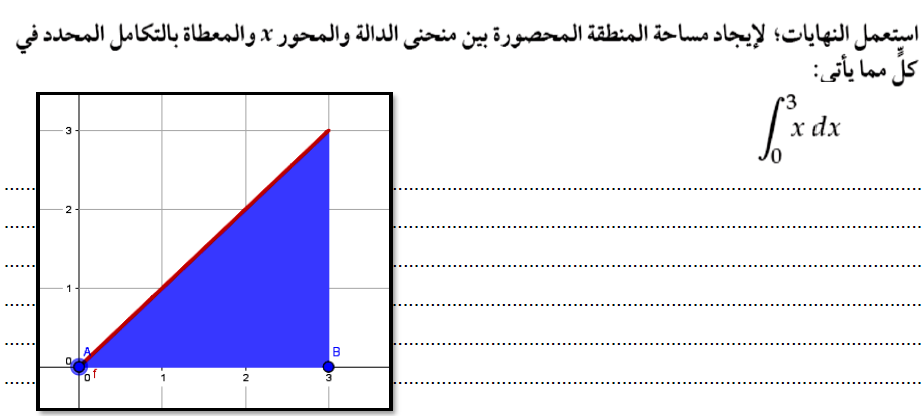 استعمل النهايات؛ لإيجاد مساحة المنطقة المحصورة بين منحنى الدالة والمحور x والمعطاة بالتكامل المحدد في
كلٍّ مما يأتي:
∫₀³ x dx
3
2
1
0
A
B
f
0 1 2 3